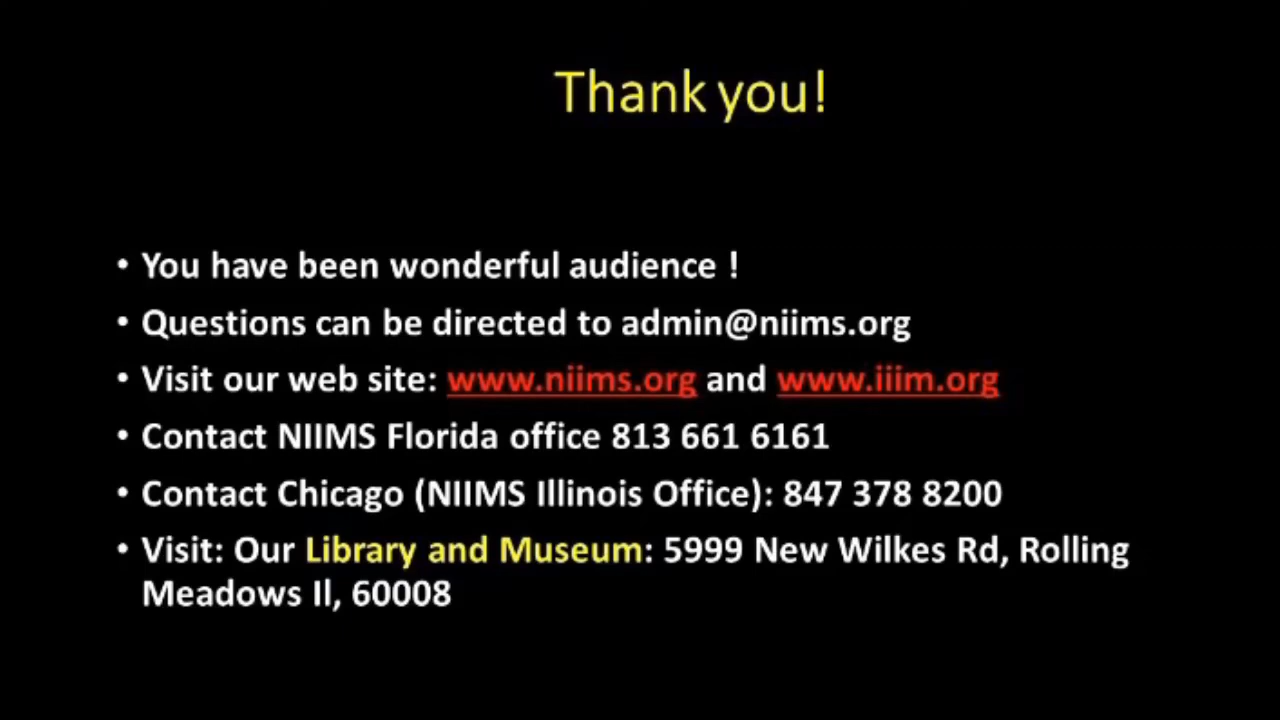 Thank you!
• You have been wonderful audience !
• Questions can be directed to admin@niims.org
• Visit our web site: www.niims.org and www.iiim.org
• Contact NIIMS Florida office 813 661 6161
• Contact Chicago (NIIMS Illinois Office): 847 378 8200
• Visit: Our Library and Museum: 5999 New Wilkes Rd, Rolling
Meadows Il, 60008